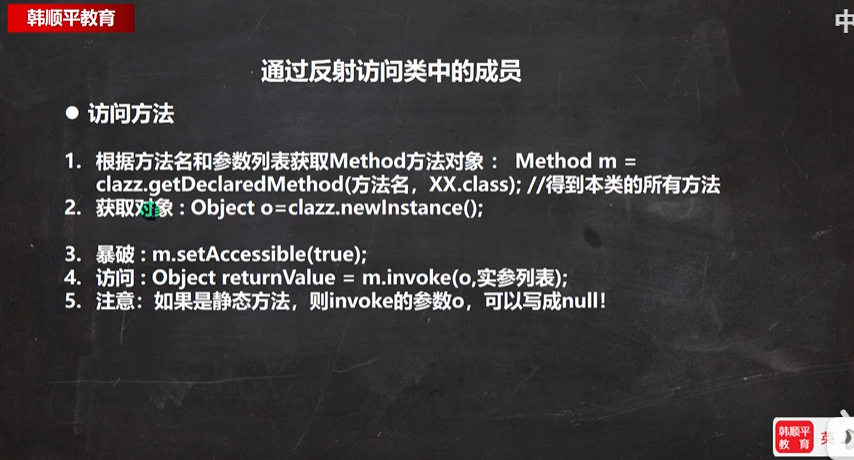 韩顺平教育
中
通过反射访问类中的成员
● 访问方法
1. 根据方法名和参数列表获取Method方法对象： Method m =
clazz.getDeclaredMethod(方法名，XX.class); //得到本类的所有方法
2. 获取对象 : Object o=clazz.newInstance();
3. 暴破 : m.setAccessible(true);
4. 访问 : Object returnValue = m.invoke(o,实参列表);
5. 注意：如果是静态方法，则invoke的参数o，可以写成null！
韩顺平
教 育
英